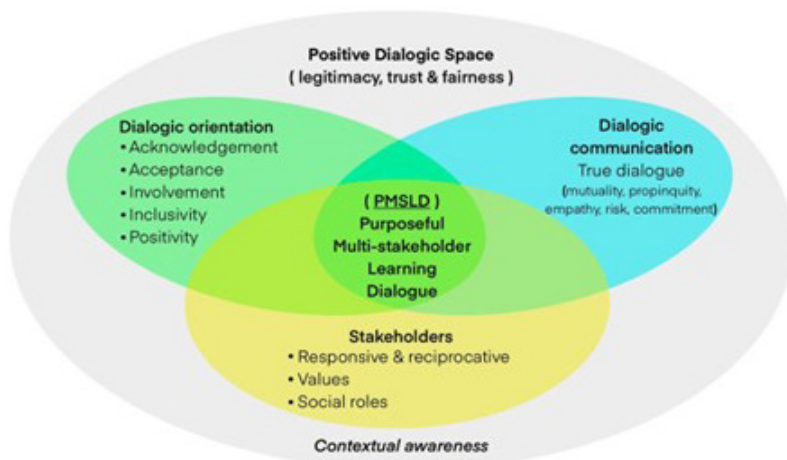 Positive Dialogic Space
( legitimacy, trust & fairness )
Dialogic orientation
• Acknowledgement
• Acceptance
• Involvement
• Inclusivity
• Positivity
Dialogic
communication
True dialogue
(mutuality, propinquity,
empathy, risk, commitment)
( PMSLD )
Purposeful
Multi-stakeholder
Learning
Dialogue
Stakeholders
• Responsive & reciprocative
• Values
• Social roles
Contextual awareness